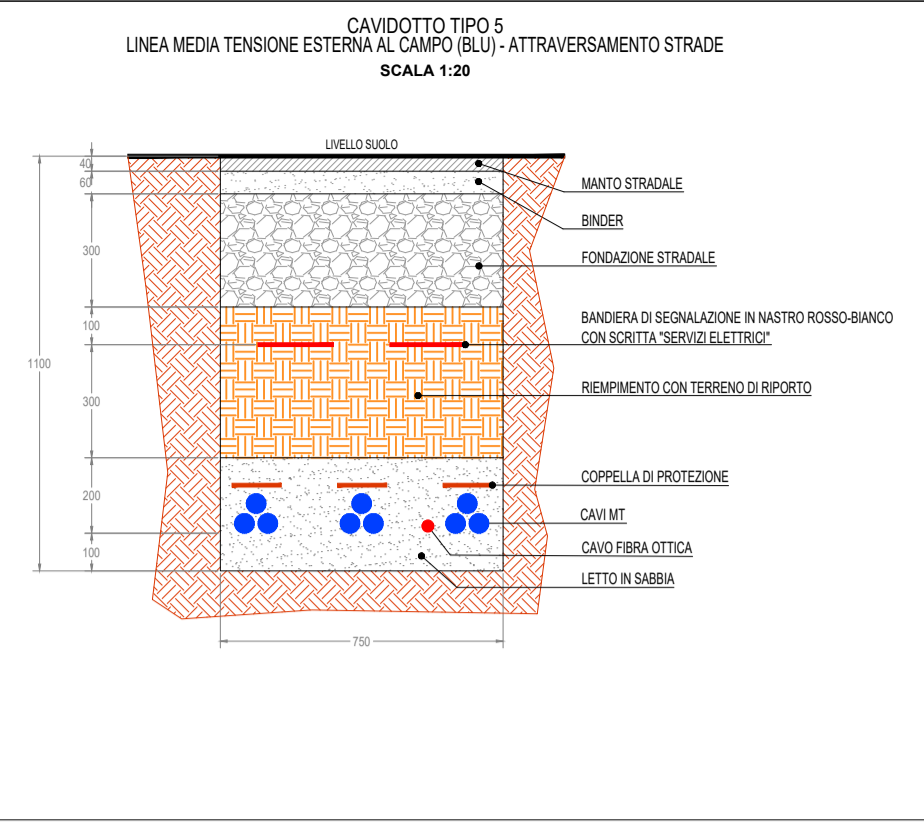 CAVIDOTTO TIPO 5
LINEA MEDIA TENSIONE ESTERNA AL CAMPO (BLU) - ATTRAVERSAMENTO STRADE
SCALA 1:20
LIVELLO SUOLO
40
60
300
100
300
200
100
1100
750
MANTO STRADALE
BINDER
FONDAZIONE STRADALE
BANDIERA DI SEGNALAZIONE IN NASTRO ROSSO-BIANCO
CON SCRITTA "SERVIZI ELETTRICI"
RIEMPIMENTO CON TERRENO DI RIPORTO
COPPELLA DI PROTEZIONE
CAVI MT
CAVO FIBRA OTTICA
LETTO IN SABBIA